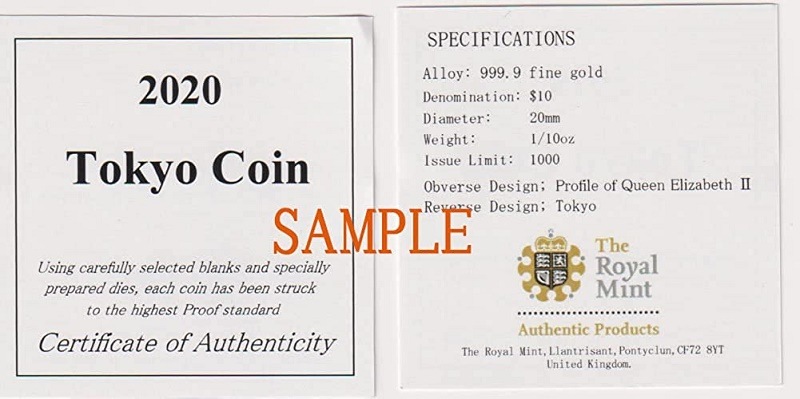 2020
Tokyo Coin
Using carefully selected blanks and specially
prepared dies, each coin has been struck
to the highest Proof standard
Certificate of Authenticity
SPECIFICATIONS
Alloy: 999.9 fine gold
Denomination: $10
Diameter: 20mm
Weight: 1/10oz
Issue Limit: 1000
Obverse Design; Profile of Queen Elizabeth Ⅱ
Reverse Design; Tokyo
SAMPLE
The
Royal
Mint
Authentic Products
The Royal Mint, Llantrisant, Pontyclun, CF72 8YT
United Kingdom.